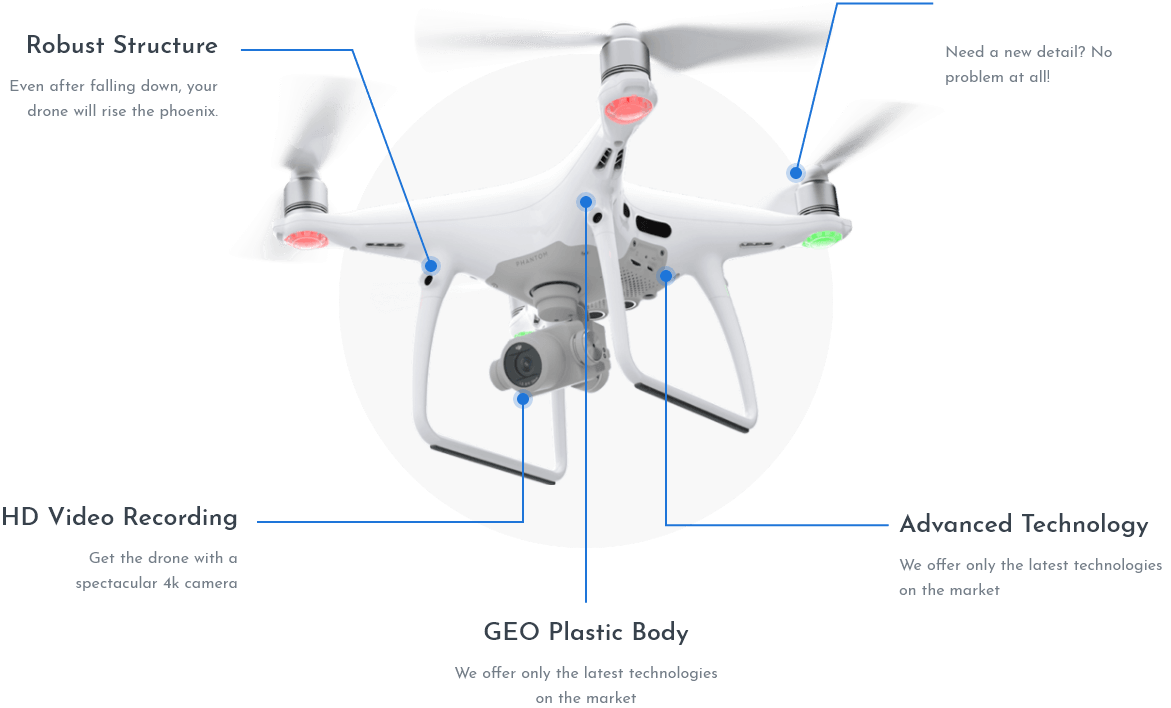 Robust Structure
Even after falling down, your
drone will rise the phoenix.
Need a new detail? No
problem at all!
PHANTOM
HD Video Recording
Get the drone with a
spectacular 4k camera
Advanced Technology
We offer only the latest technologies
on the market
GEO Plastic Body
We offer only the latest technologies
on the market